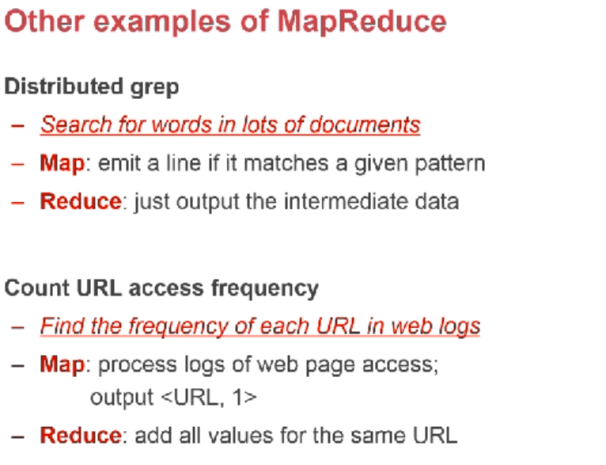 Other examples of MapReduce
Distributed grep
– Search for words in lots of documents
– Map: emit a line if it matches a given pattern
– Reduce: just output the intermediate data
Count URL access frequency
– Find the frequency of each URL in web logs
– Map: process logs of web page access;
output <URL, 1>
– Reduce: add all values for the same URL